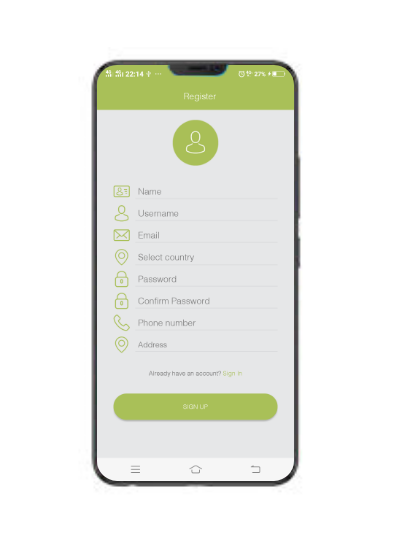 22:14
27%
Register
Name
Username
Email
Select country
Password
Confirm Password
Phone number
Address
Already have an account? Sign In
SIGN UP